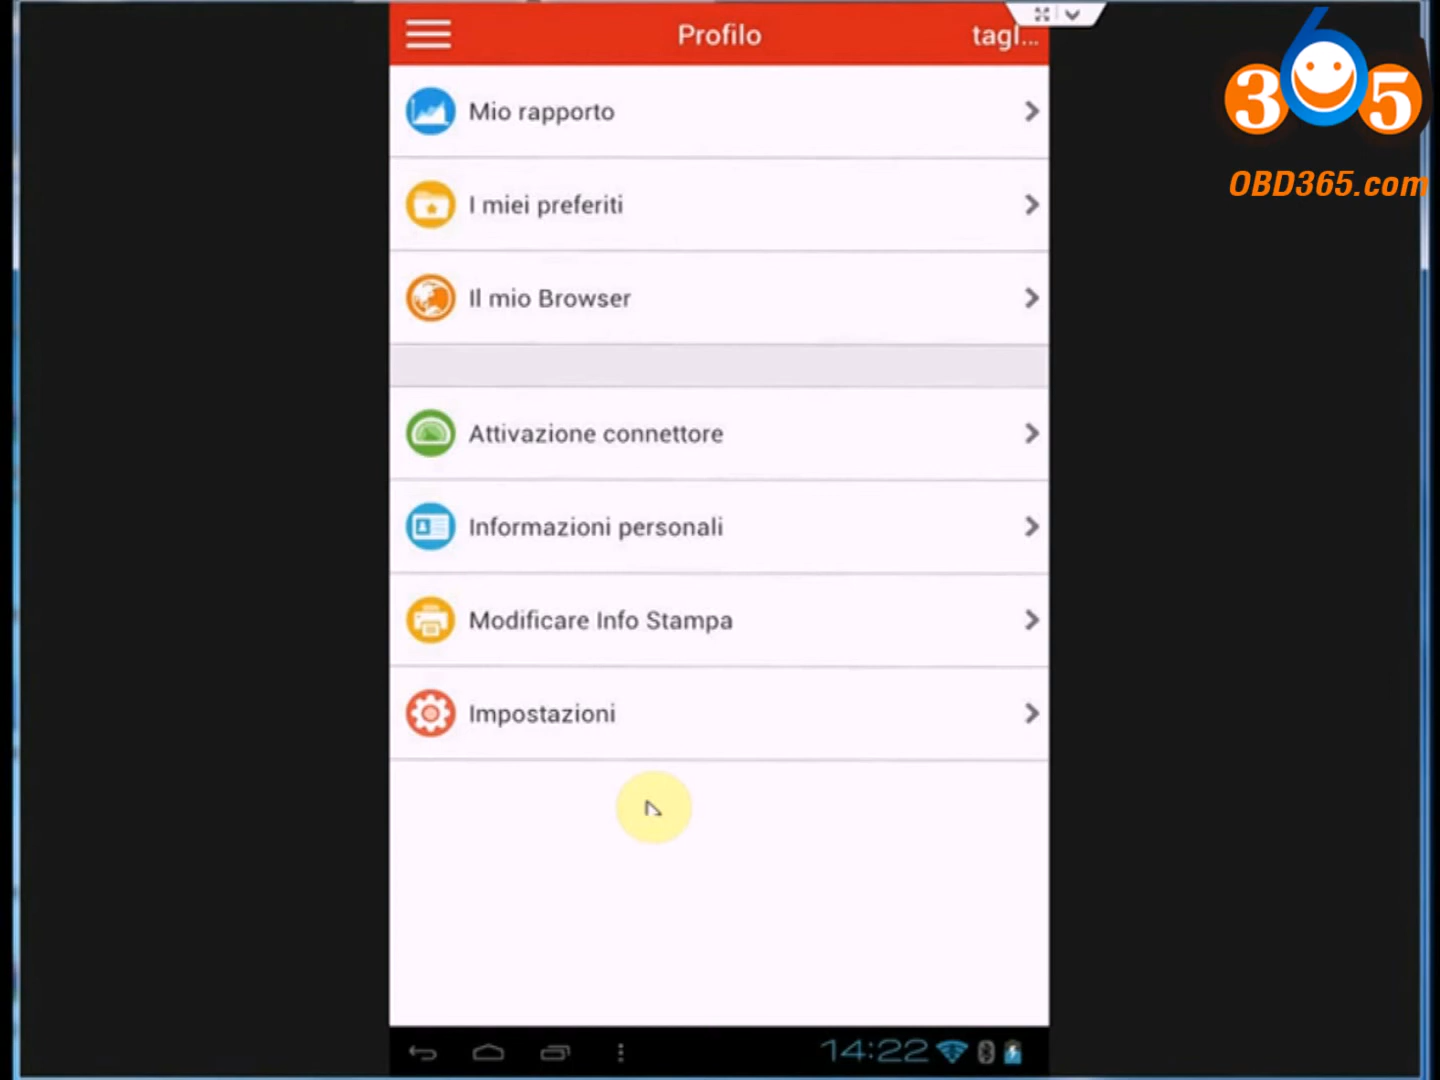 Profilo
tagl...
365
OBD365.com
Mio rapporto
I miei preferiti
Il mio Browser
Attivazione connettore
Informazioni personali
Modificare Info Stampa
Impostazioni
14:22